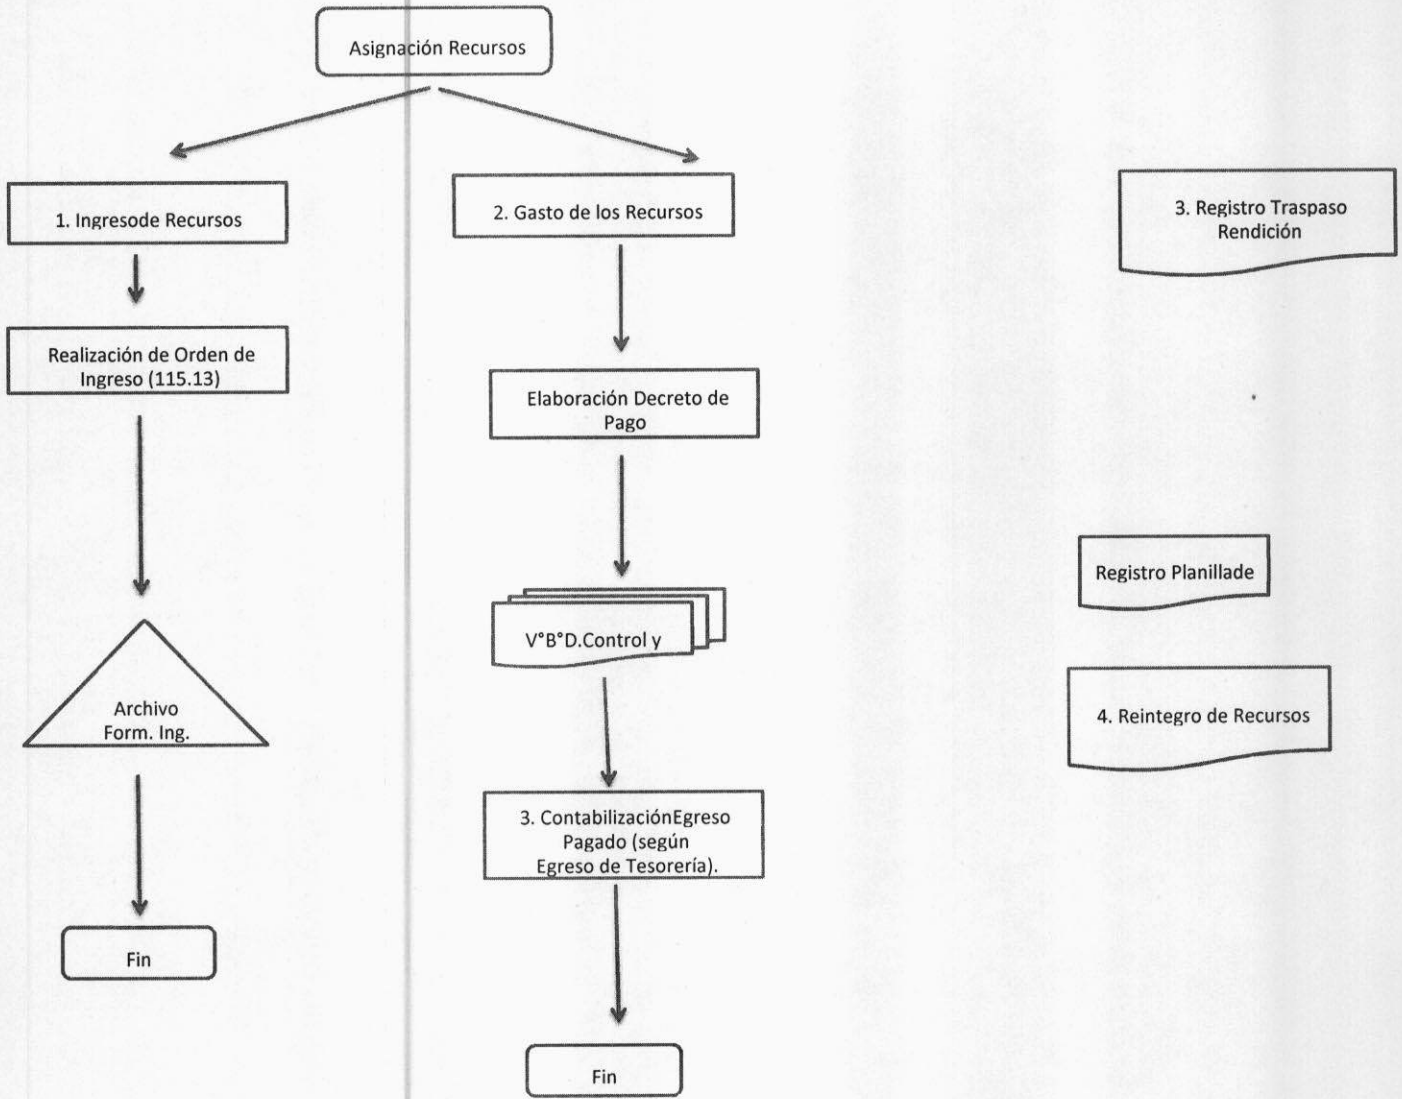 Asignación Recursos
1. Ingresode Recursos
Realización de Orden de
Ingreso (115.13)
Archivo
Form. Ing.
Fin
2. Gasto de los Recursos
Elaboración Decreto de
Pago
V°B°D.Control y
3. ContabilizaciónEgreso
Pagado (según
Egreso de Tesorería).
Fin
3. Registro Traspaso
Rendición
Registro Planillade
4. Reintegro de Recursos